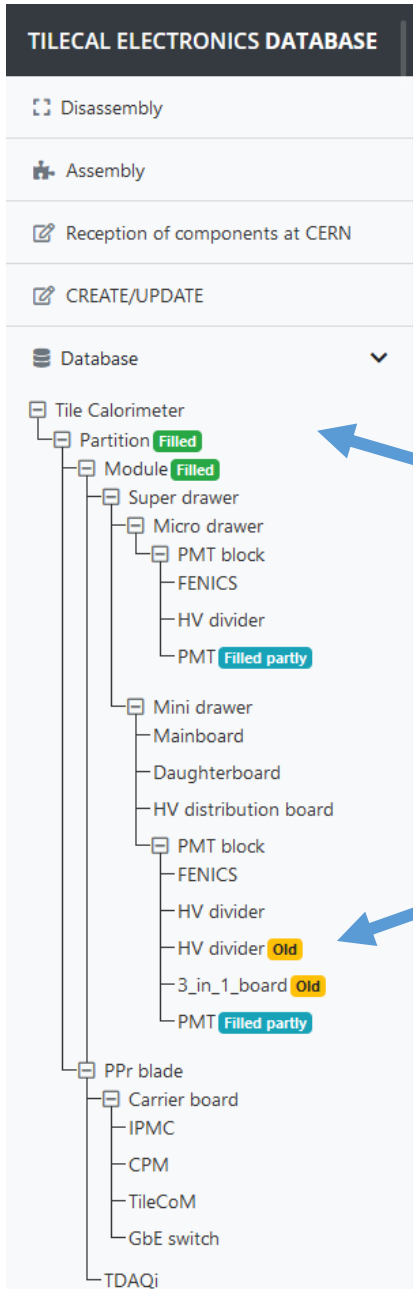 TILECAL ELECTRONICS DATABASE
Disassembly
Assembly
Reception of components at CERN
CREATE/UPDATE
Database
Tile Calorimeter
Partition Filled
Module Filled
Super drawer
Micro drawer
PMT block
FENICS
HV divider
PMT Filled partly
Mini drawer
Mainboard
Daughterboard
HV distribution board
PMT block
FENICS
HV divider
HV divider Old
3_in_1_board Old
PMT Filled partly
PPr blade
Carrier board
IPMC
CPM
TileCoM
GbE switch
TDAQi